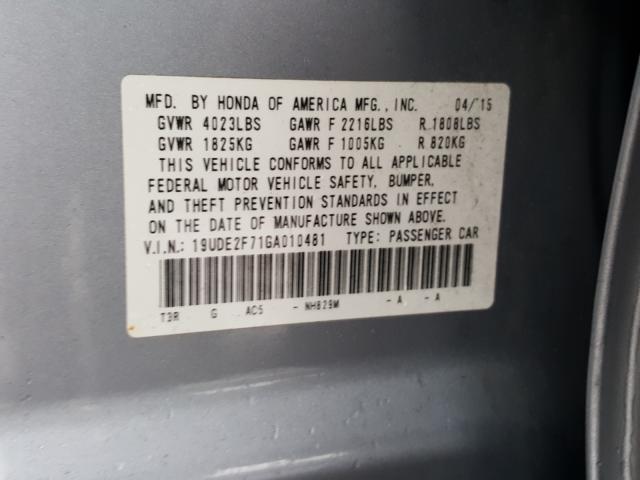 MFD. BY HONDA OF AMERICA MFG., INC. 04/15
GVWR 4023LBS GAWR F 2216LBS R 1808LBS
GVWR 1825KG GAWR F 1005KG R 820KG
THIS VEHICLE CONFORMS TO ALL APPLICABLE
FEDERAL MOTOR VEHICLE SAFETY, BUMPER,
AND THEFT PREVENTION STANDARDS IN EFFECT
ON THE DATE OF MANUFACTURE SHOWN ABOVE.
V.I.N.: 19UDE2F71GA010481 TYPE: PASSENGER CAR
T3R G AC5 - NH829M - A - A